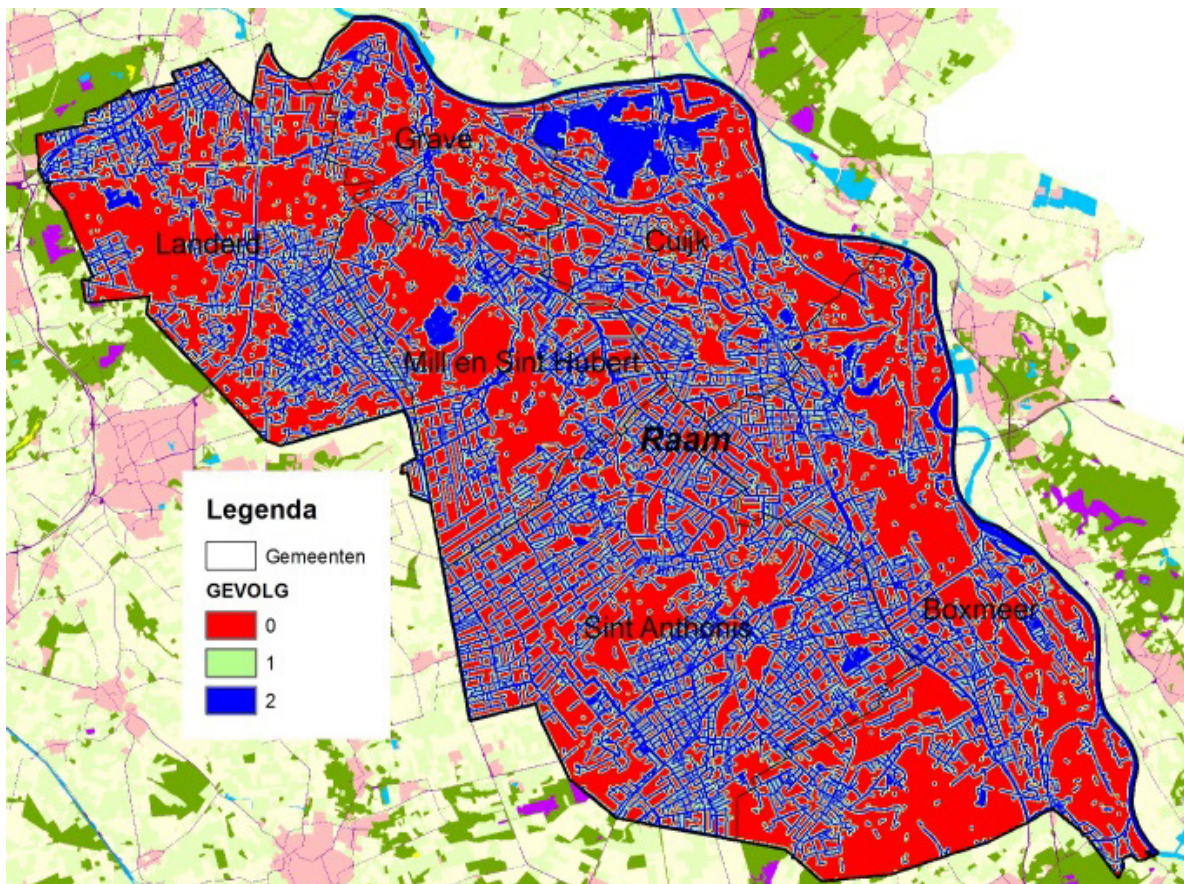 Grave
Landerd
Cuijk
Mill en Sint Hubert
Raam
Sint Anthonis
Boxmeer
Legenda
Gemeenten
GEVOLG
0
1
2